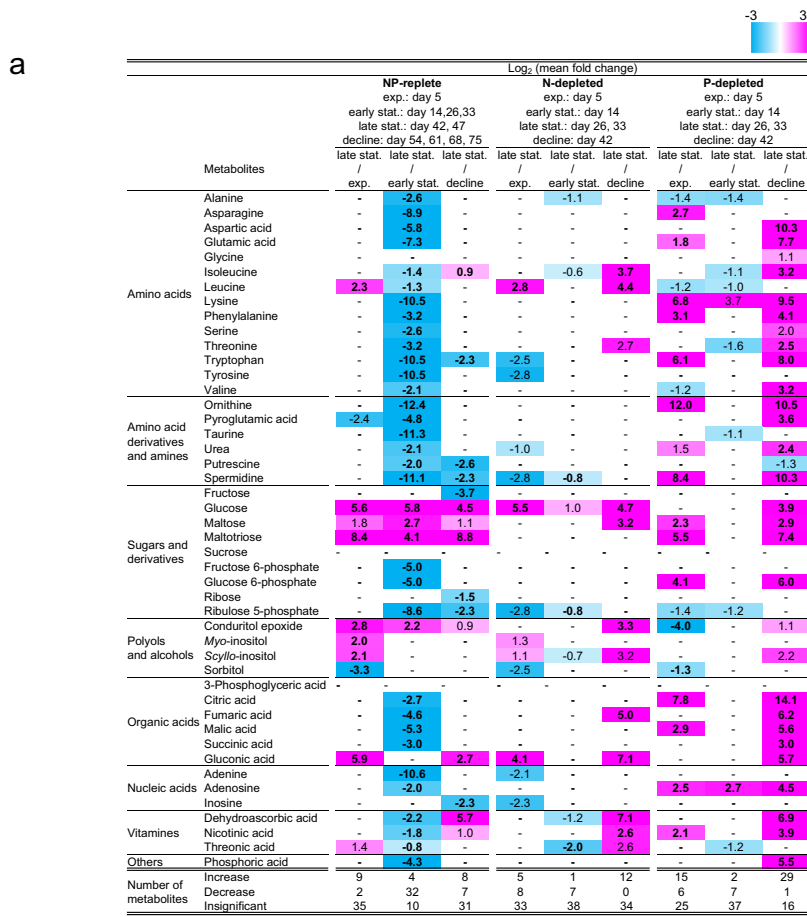 -3 3
a
Log2 (mean fold change)
NP-replete N-depleted P-depleted
exp.: day 5 exp.: day 5 exp.: day 5
early stat.: day 14,26,33 early stat.: day 14 early stat.: day 14
late stat.: day 42, 47 late stat.: day 26, 33 late stat.: day 26, 33
decline: day 54, 61, 68, 75 decline: day 42 decline: day 42
late stat. late stat. late stat. late stat. late stat. late stat. late stat. late stat. late stat.
Metabolites / / / / / / / / /
exp. early stat. decline exp. early stat. decline exp. early stat. decline
Amino acids
Alanine - -2.6 - - -1.1 - -1.4 -1.4 -
Asparagine - -8.9 - - - - 2.7 - -
Aspartic acid - -5.8 - - - - - - 10.3
Glutamic acid - -7.3 - - - - 1.8 - 7.7
Glycine - - - - - - - - 1.1
Isoleucine - -1.4 0.9 - -0.6 3.7 - -1.1 3.2
Leucine 2.3 -1.3 - 2.8 - 4.4 -1.2 -1.0 -
Lysine - -10.5 - - - - 6.8 3.7 9.5
Phenylalanine - -3.2 - - - - 3.1 - 4.1
Serine - -2.6 - - - - - - 2.0
Threonine - -3.2 - - - 2.7 - -1.6 2.5
Tryptophan - -10.5 -2.3 -2.5 - - 6.1 - 8.0
Tyrosine - -10.5 - -2.8 - - - - -
Valine - -2.1 - - - - -1.2 - 3.2
Amino acid derivatives and amines
Ornithine - -12.4 - - - - 12.0 - 10.5
Pyroglutamic acid -2.4 -4.8 - - - - - - 3.6
Taurine - -11.3 - - - - - -1.1 -
Urea - -2.1 - -1.0 - - 1.5 - 2.4
Putrescine - -2.0 -2.6 - - - - - -1.3
Spermidine - -11.1 -2.3 -2.8 -0.8 - 8.4 - 10.3
Sugars and derivatives
Fructose - - -3.7 - - - - - -
Glucose 5.6 5.8 4.5 5.5 1.0 4.7 - - 3.9
Maltose 1.8 2.7 1.1 - - 3.2 2.3 - 2.9
Maltotriose 8.4 4.1 8.8 - - - 5.5 - 7.4
Sucrose - - - - - - - - -
Fructose 6-phosphate - -5.0 - - - - - - -
Glucose 6-phosphate - -5.0 - - - - 4.1 - 6.0
Ribose - - -1.5 - - - - - -
Ribulose 5-phosphate - -8.6 -2.3 -2.8 -0.8 - -1.4 -1.2 -
Polyols and alcohols
Conduritol epoxide 2.8 2.2 0.9 - - 3.3 -4.0 - 1.1
Myo-inositol 2.0 - - 1.3 - - - - -
Scyllo-inositol 2.1 - - 1.1 -0.7 3.2 - - 2.2
Sorbitol -3.3 - - -2.5 - - -1.3 - -
Organic acids
3-Phosphoglyceric acid - - - - - - - - -
Citric acid - -2.7 - - - - 7.8 - 14.1
Fumaric acid - -4.6 - - - 5.0 - - 6.2
Malic acid - -5.3 - - - - 2.9 - 5.6
Succinic acid - -3.0 - - - - - - 3.0
Gluconic acid 5.9 - 2.7 4.1 - 7.1 - - 5.7
Nucleic acids
Adenine - -10.6 - -2.1 - - - - -
Adenosine - -2.0 - - - - 2.5 2.7 4.5
Inosine - - -2.3 -2.3 - - - - -
Vitamines
Dehydroascorbic acid - -2.2 5.7 - -1.2 7.1 - - 6.9
Nicotinic acid - -1.8 1.0 - - 2.6 2.1 - 3.9
Threonic acid 1.4 -0.8 - - -2.0 2.6 - -1.2 -
Others Phosphoric acid - -4.3 - - - - - - 5.5
Number of metabolites
Increase 9 4 8 5 1 12 15 2 29
Decrease 2 32 7 8 7 0 6 7 1
Insignificant 35 10 31 33 38 34 25 37 16